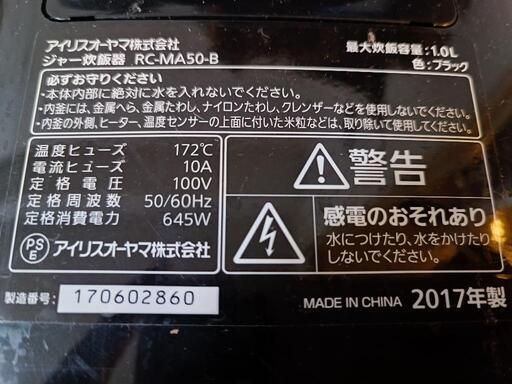 アイリスオーヤマ株式会社
ジャー炊飯器 RC-MA50-B
最大炊飯容量:1.0L
色:ブラック
必ずお守りください
・本体内部に絶対に水を入れないでください。
・内釜には、金属へら、金属たわし、ナイロンたわし、クレンザーなどを使用しないでください。
・内釜の外側、ヒーター、温度センサーの上面に付いた米粒などは、取り除いて使用してください。
温度ヒューズ 172℃
電流ヒューズ 10A
定格電圧 100V
定格周波数 50/60Hz
定格消費電力 645W
PSE アイリスオーヤマ株式会社
警告
感電のおそれあり
水につけたり、水をかけたり
しないでください。
製造番号: 170602860
MADE IN CHINA 2017年製